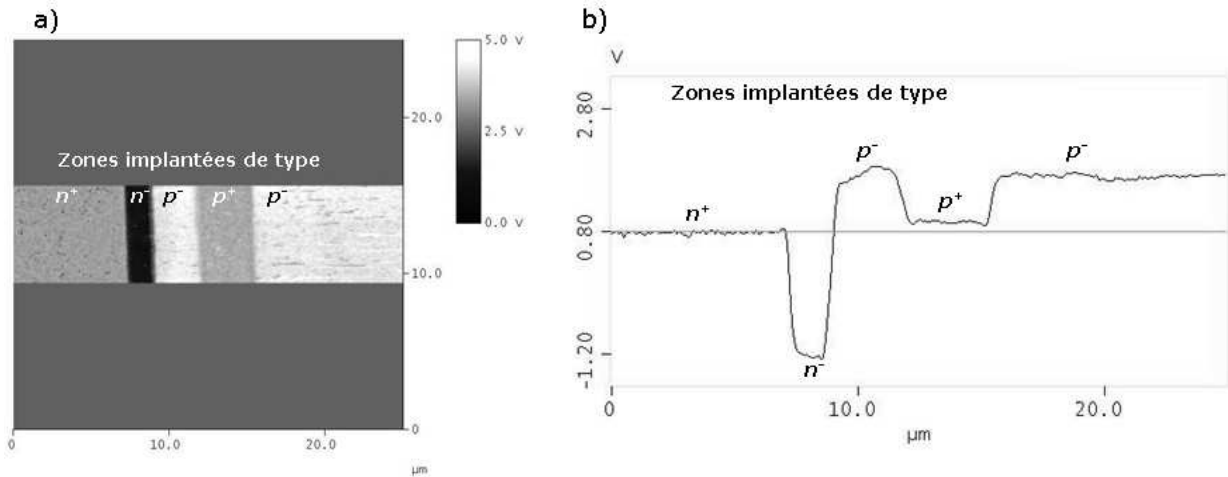 a)
5.0 V
20.0
2.5 V
Zones implantées de type
n⁺ n⁻ p⁻ p⁺ p⁻
0.0 V
10.0
0
0 10.0 20.0
µm
b)
V
Zones implantées de type
2.80
p⁻ p⁻
n⁺ p⁺
0.80
-1.20
n⁻
0 10.0 20.0
µm